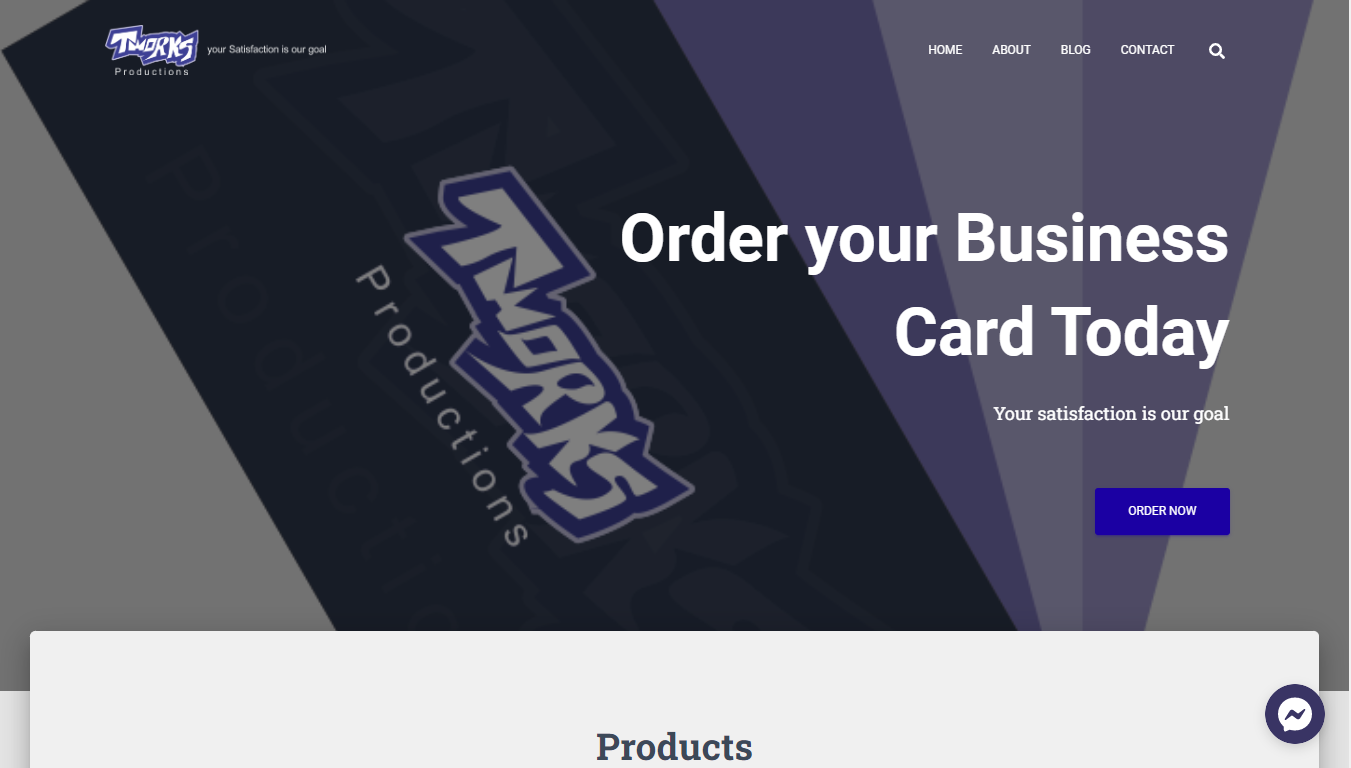 TWORKS
Productions
your Satisfaction is our goal
HOME
ABOUT
BLOG
CONTACT
TWORKS
Productions
Order your Business
Card Today
Your satisfaction is our goal
ORDER NOW
Products